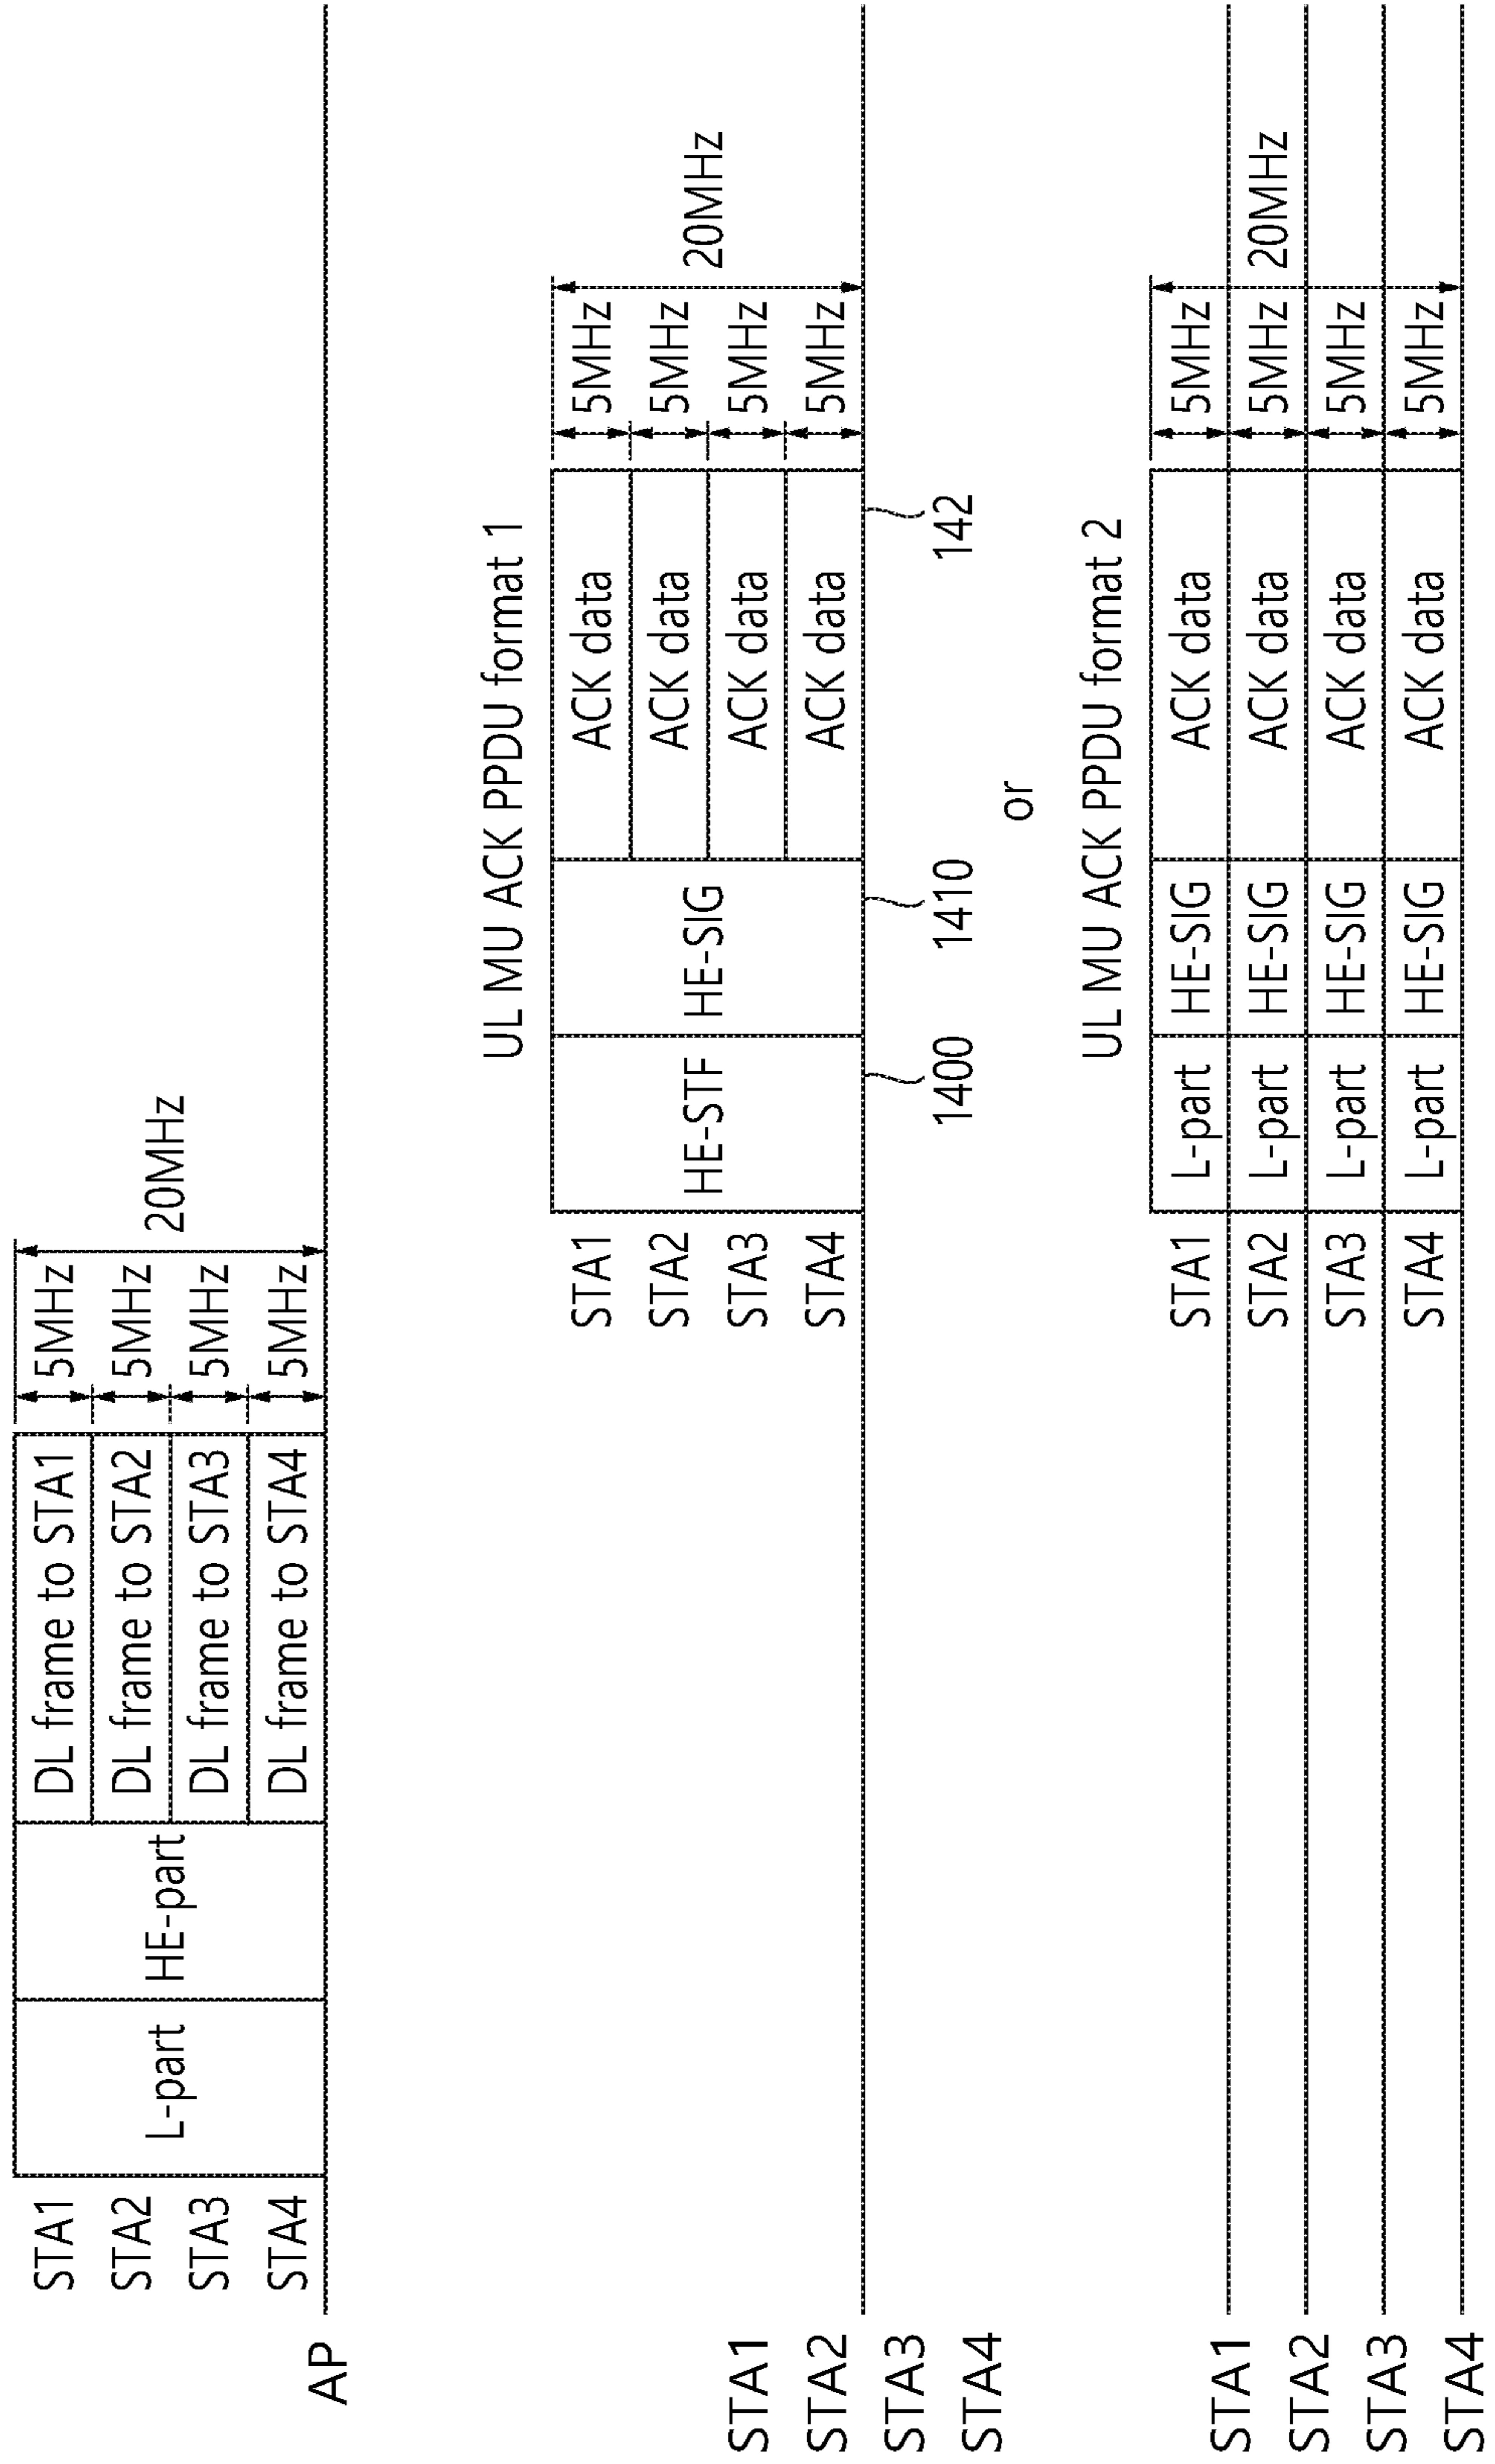 STA1
STA2
STA3
STA4
L-part
HE-part
DL frame to STA1
DL frame to STA2
DL frame to STA3
DL frame to STA4
5MHz
5MHz
5MHz
5MHz
20MHz
AP
UL MU ACK PPDU format 1
STA1
STA2
STA3
STA4
HE-STF
HE-SIG
ACK data
ACK data
ACK data
ACK data
5MHz
5MHz
5MHz
5MHz
20MHz
STA1
STA2
STA3
STA4
1400
1410
142
or
UL MU ACK PPDU format 2
STA1 L-part HE-SIG ACK data 5MHz
STA2 L-part HE-SIG ACK data 5MHz
STA3 L-part HE-SIG ACK data 5MHz
STA4 L-part HE-SIG ACK data 5MHz
20MHz
STA1
STA2
STA3
STA4